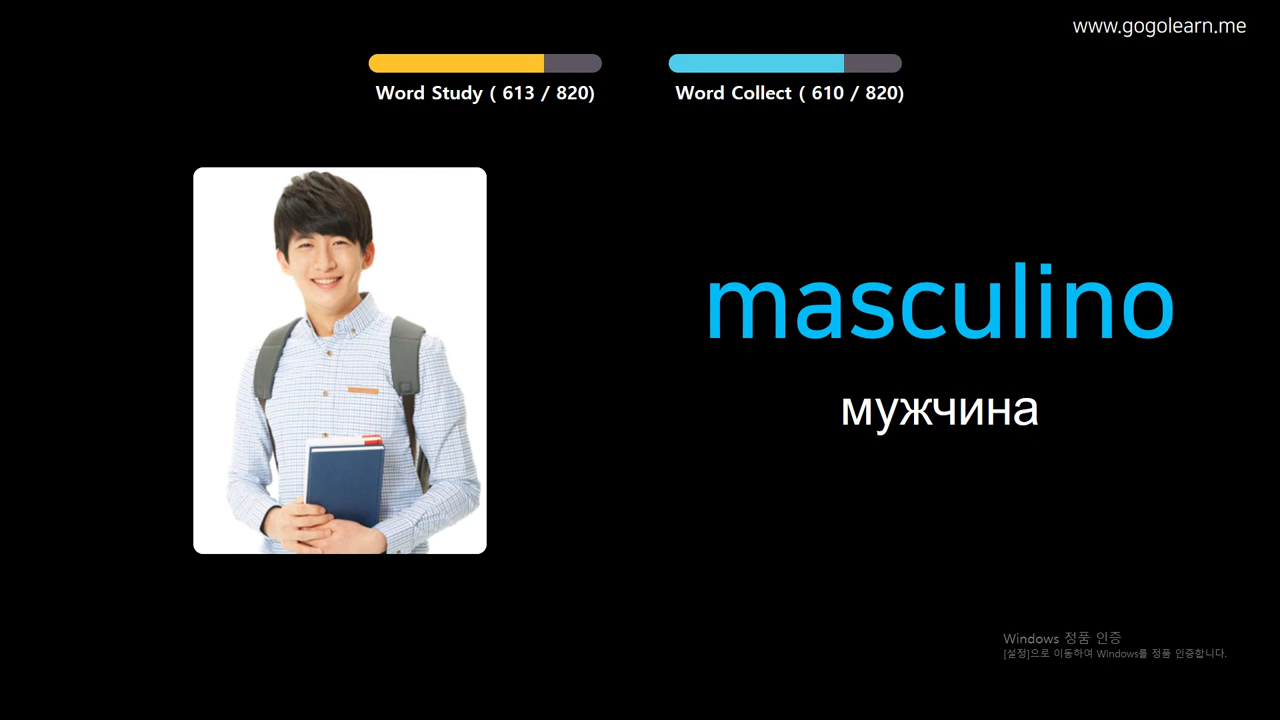 www.gogolearn.me
Word Study ( 613 / 820)
Word Collect ( 610 / 820)
masculino
мужчина
Windows 정품 인증
[설정]으로 이동하여 Windows를 정품 인증합니다.